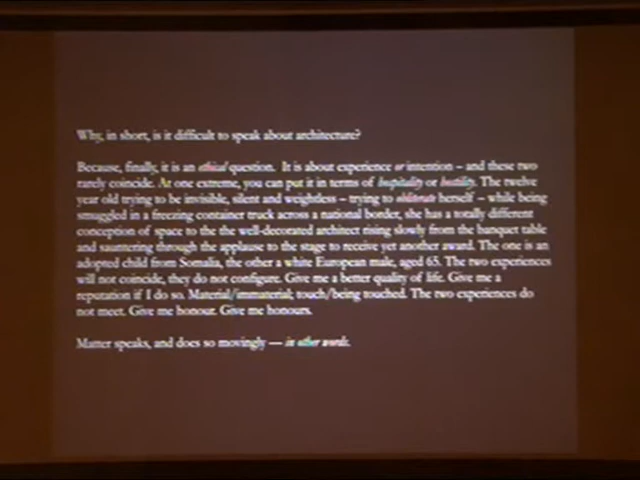 Why, in short, is it difficult to speak about architecture?
Because, finally, it is an ethical question. It is about experience or intention – and these two
rarely coincide. At one extreme, you can put it in terms of hospitality or hostility. The twelve
year old trying to be invisible, silent and weightless – trying to obliterate herself – while being
smuggled in a freezing container truck across a national border, she has a totally different
conception of space to the the well-decorated architect rising slowly from the banquet table
and sauntering through the applause to the stage to receive yet another award. The one is an
adopted child from Somalia, the other a white European male, aged 63. The two experiences
will not coincide, they do not configure. Give me a better quality of life. Give me a
reputation if I do so. Material/immaterial; touch/being touched. The two experiences do
not meet. Give me honour. Give me honours.
Matter speaks, and does so movingly — in other words.